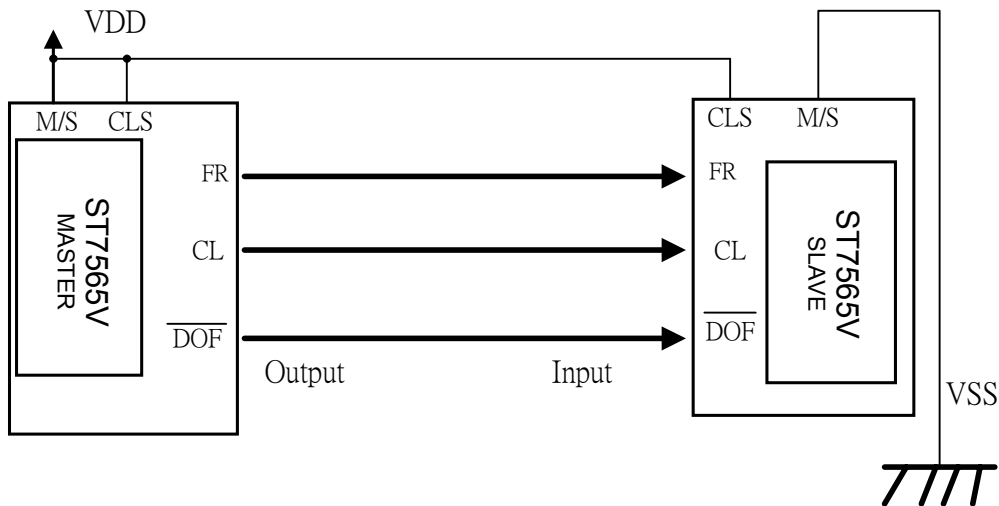 VDD
M/S CLS
CLS M/S
FR
FR
ST7565V
MASTER
CL
CL
ST7565V
SLAVE
DOF
DOF
Output
Input
VSS